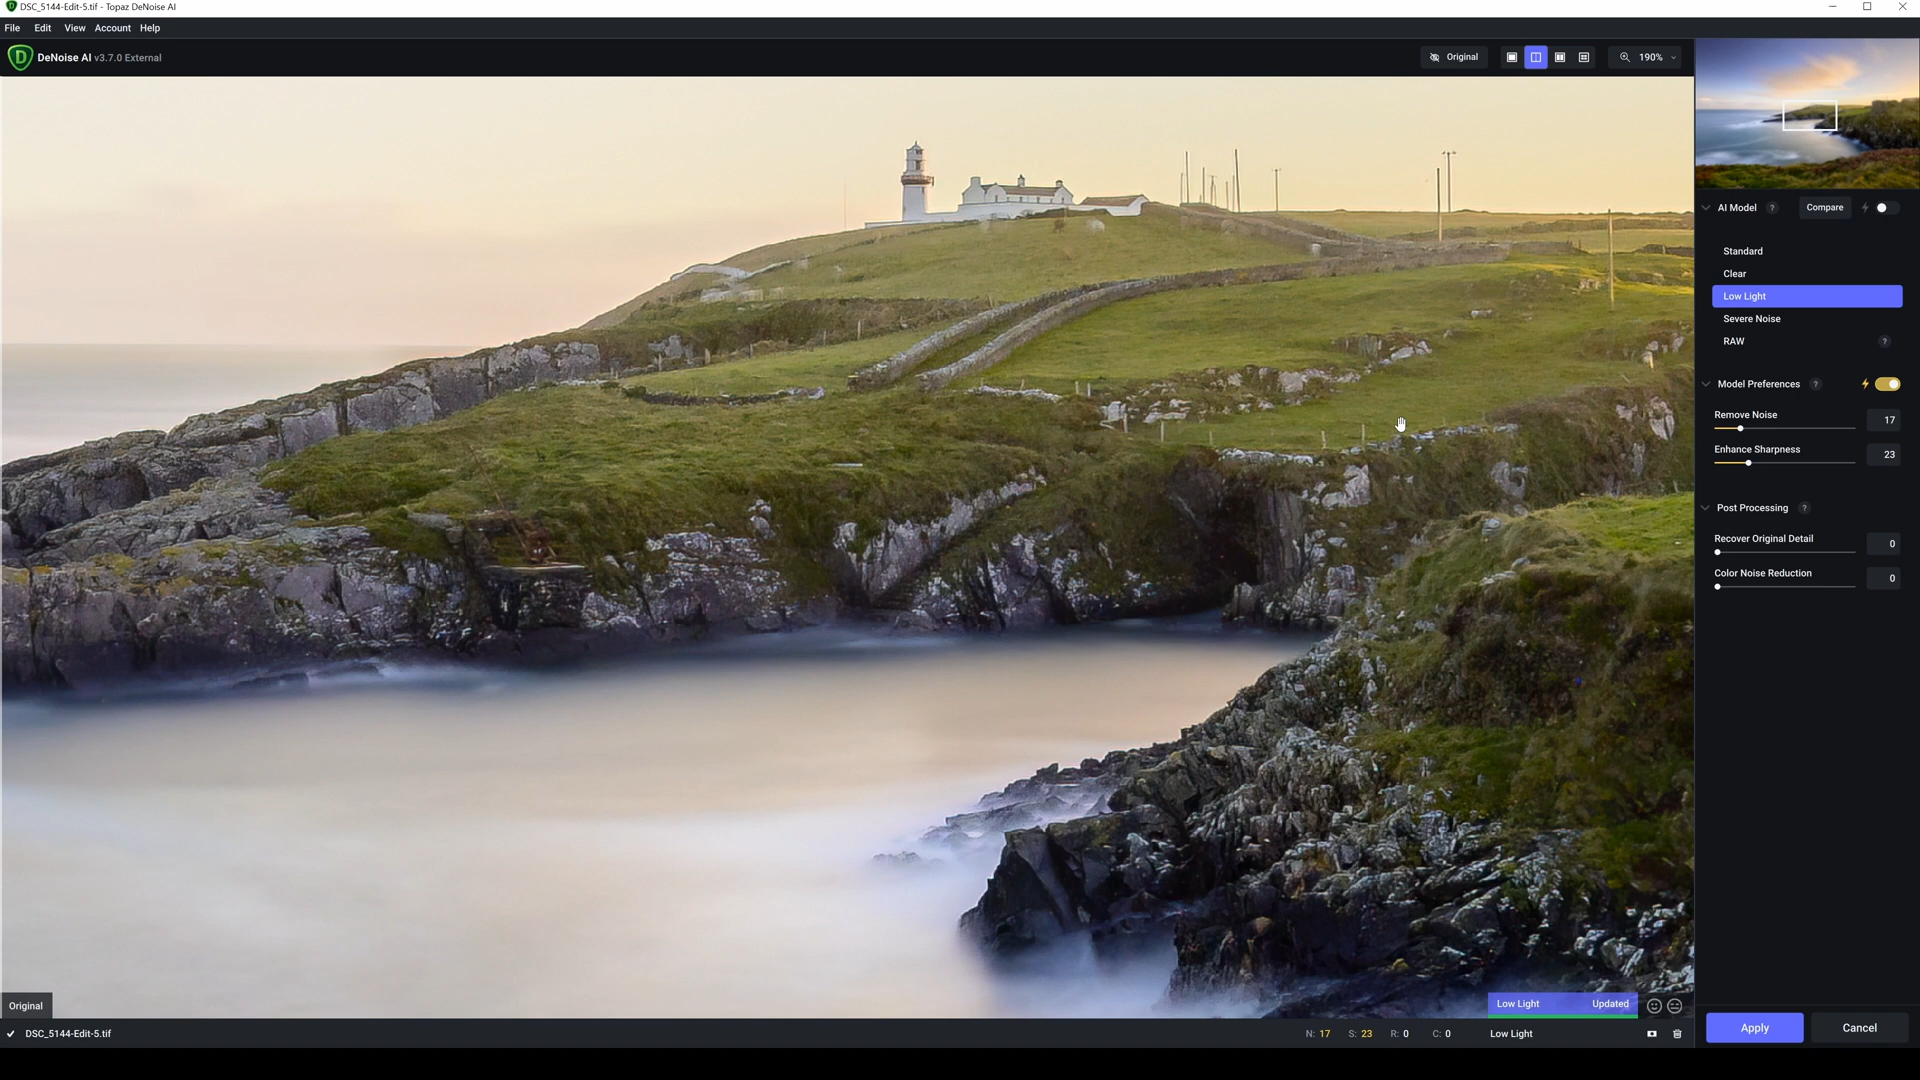 DSC_5144-Edit-5.tif - Topaz DeNoise AI
File Edit View Account Help
DeNoise AI v3.7.0 External
Original
190%
AI Model ? Compare
Standard
Clear
Low Light
Severe Noise
RAW ?
Model Preferences ?
Remove Noise 17
Enhance Sharpness 23
Post Processing ?
Recover Original Detail 0
Color Noise Reduction 0
Original
Low Light Updated
DSC_5144-Edit-5.tif N: 17 S: 23 R: 0 C: 0 Low Light
Apply Cancel